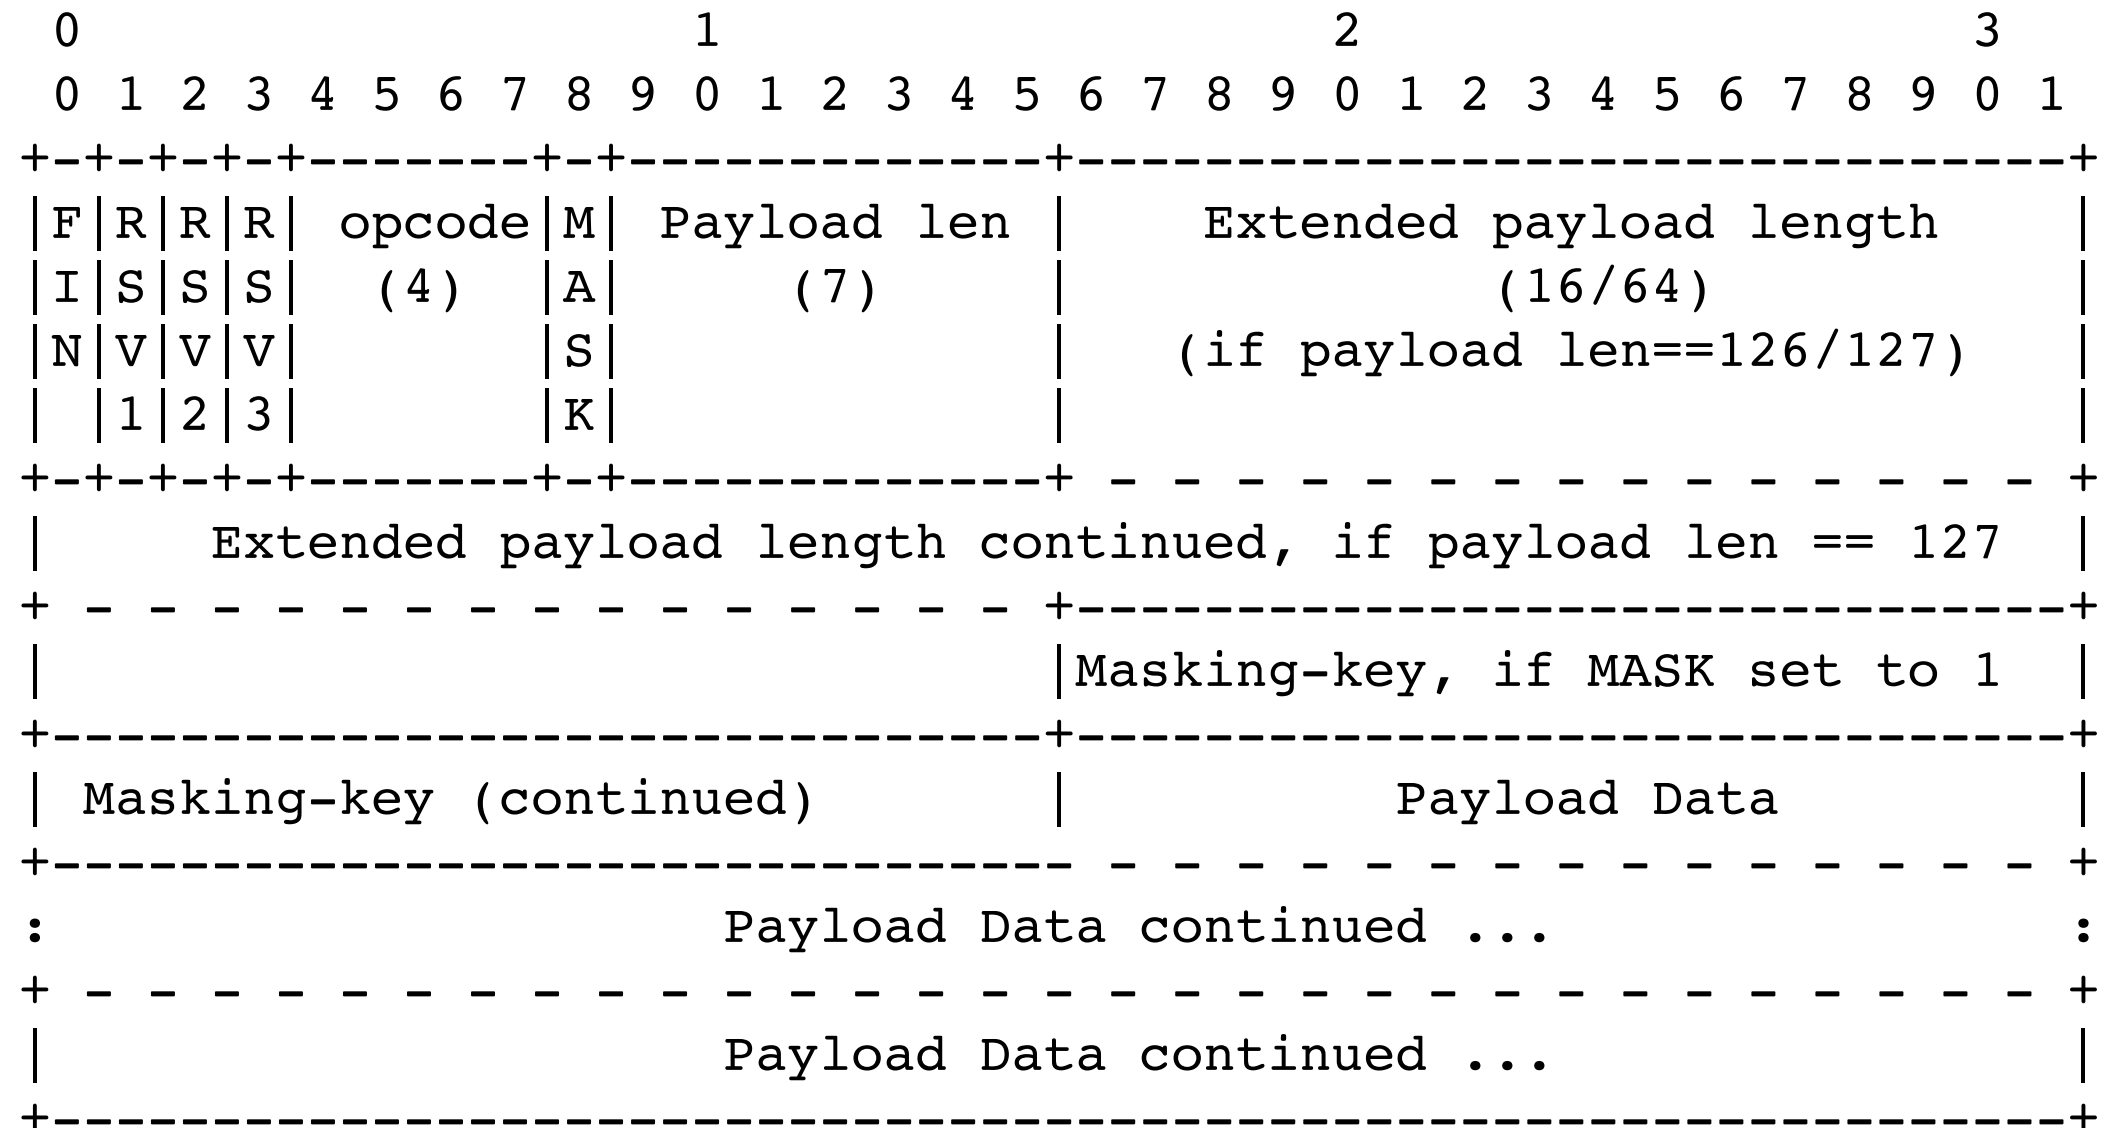 0                   1                   2                   3
 0 1 2 3 4 5 6 7 8 9 0 1 2 3 4 5 6 7 8 9 0 1 2 3 4 5 6 7 8 9 0 1
+-+-+-+-+-------+-+-------------+-------------------------------+
|F|R|R|R| opcode|M| Payload len |    Extended payload length    |
|I|S|S|S|  (4)  |A|     (7)     |             (16/64)           |
|N|V|V|V|       |S|             |   (if payload len==126/127)   |
| |1|2|3|       |K|             |                               |
+-+-+-+-+-------+-+-------------+ - - - - - - - - - - - - - - - +
|     Extended payload length continued, if payload len == 127  |
+ - - - - - - - - - - - - - - - +-------------------------------+
|                               |Masking-key, if MASK set to 1  |
+-------------------------------+-------------------------------+
| Masking-key (continued)       |          Payload Data         |
+-------------------------------- - - - - - - - - - - - - - - - +
:                     Payload Data continued ...                :
+ - - - - - - - - - - - - - - - - - - - - - - - - - - - - - - - +
|                     Payload Data continued ...                |
+---------------------------------------------------------------+